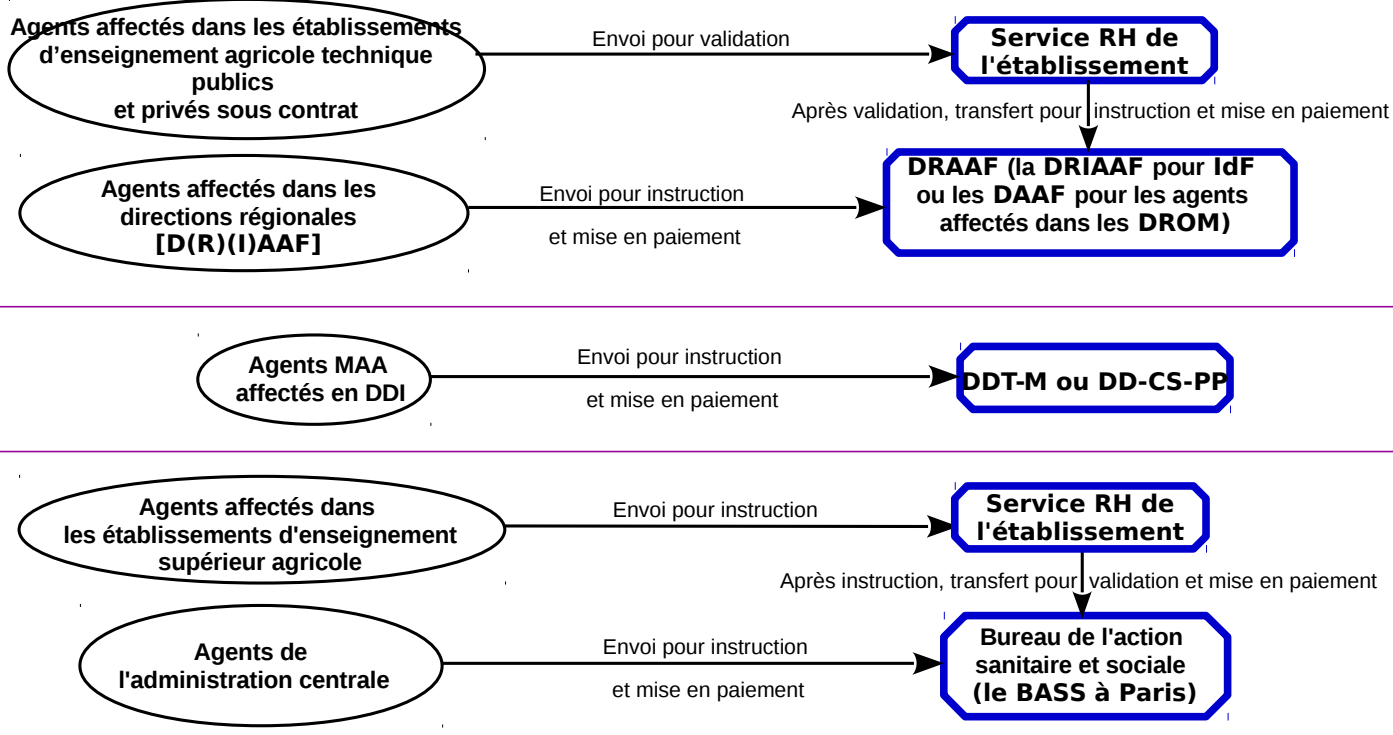 Agents affectés dans les établissements
d’enseignement agricole technique
publics
et privés sous contrat
Envoi pour validation
Service RH de
l'établissement
Après validation, transfert pour instruction et mise en paiement
Agents affectés dans les
directions régionales
[D(R)(I)AAF]
Envoi pour instruction
et mise en paiement
DRAAF (la DRIAAF pour IdF
ou les DAAF pour les agents
affectés dans les DROM)
Agents MAA
affectés en DDI
Envoi pour instruction
et mise en paiement
DDT-M ou DD-CS-PP
Agents affectés dans
les établissements d'enseignement
supérieur agricole
Envoi pour instruction
Service RH de
l'établissement
Après instruction, transfert pour validation et mise en paiement
Agents de
l'administration centrale
Envoi pour instruction
et mise en paiement
Bureau de l'action
sanitaire et sociale
(le BASS à Paris)